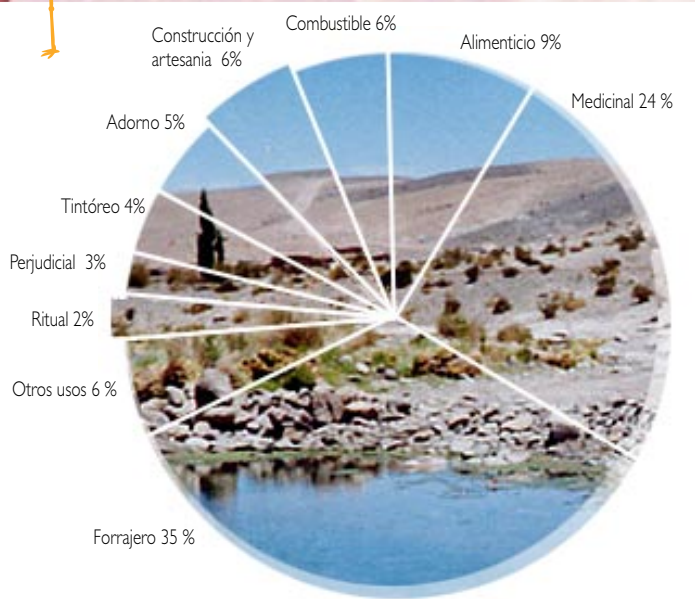 Combustible 6%
Construcción y
artesania  6%
Alimenticio 9%
Medicinal 24 %
Adorno 5%
Tintóreo 4%
Perjudicial  3%
Ritual 2%
Otros usos 6 %
Forrajero 35 %